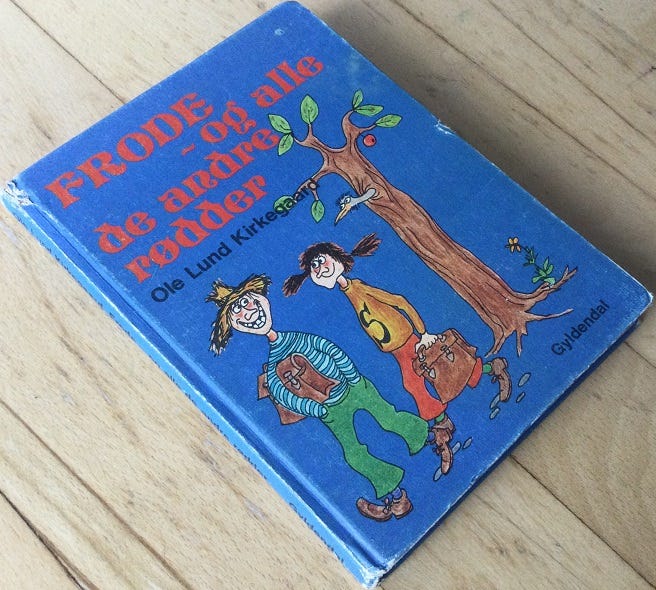 FRODE
- og alle
de andre
rødder
Ole Lund Kirkegaard
S
Gyldendal